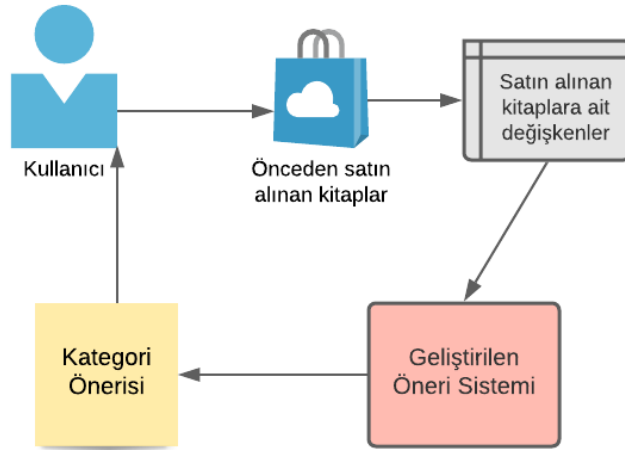 Kullanıcı
Önceden satın
alınan kitaplar
Satın alınan
kitaplara ait
değişkenler
Geliştirilen
Öneri Sistemi
Kategori
Önerisi